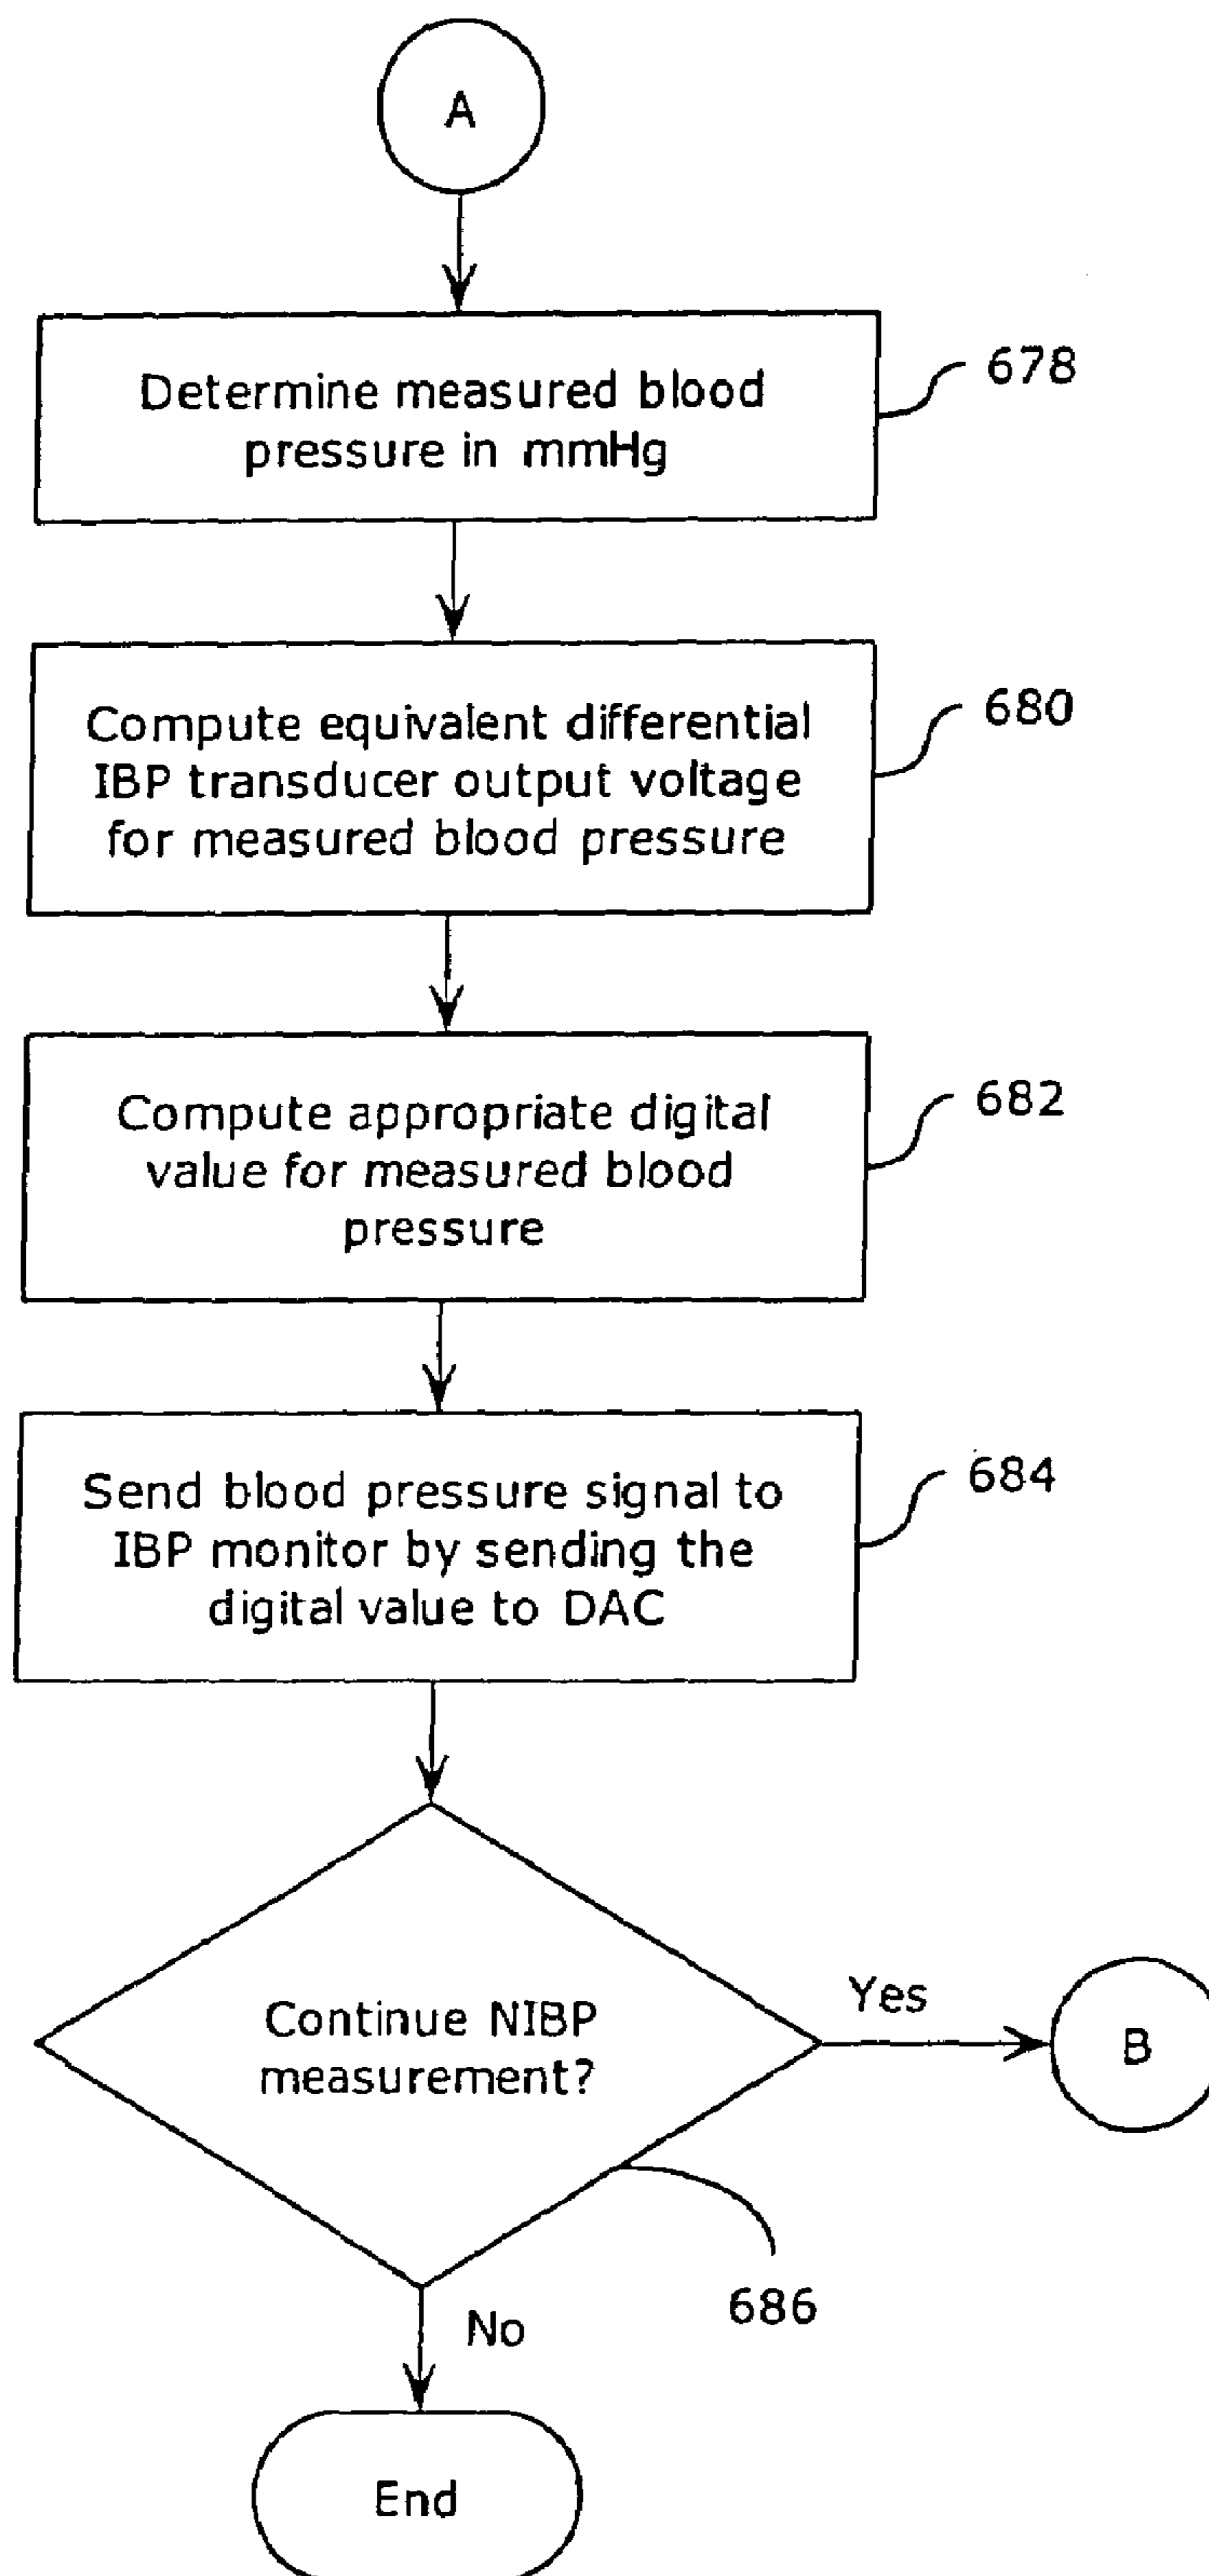 A
Determine measured blood
pressure in mmHg
678
Compute equivalent differential
IBP transducer output voltage
for measured blood pressure
680
Compute appropriate digital
value for measured blood
pressure
682
Send blood pressure signal to
IBP monitor by sending the
digital value to DAC
684
Continue NIBP
measurement?
Yes
B
686
No
End